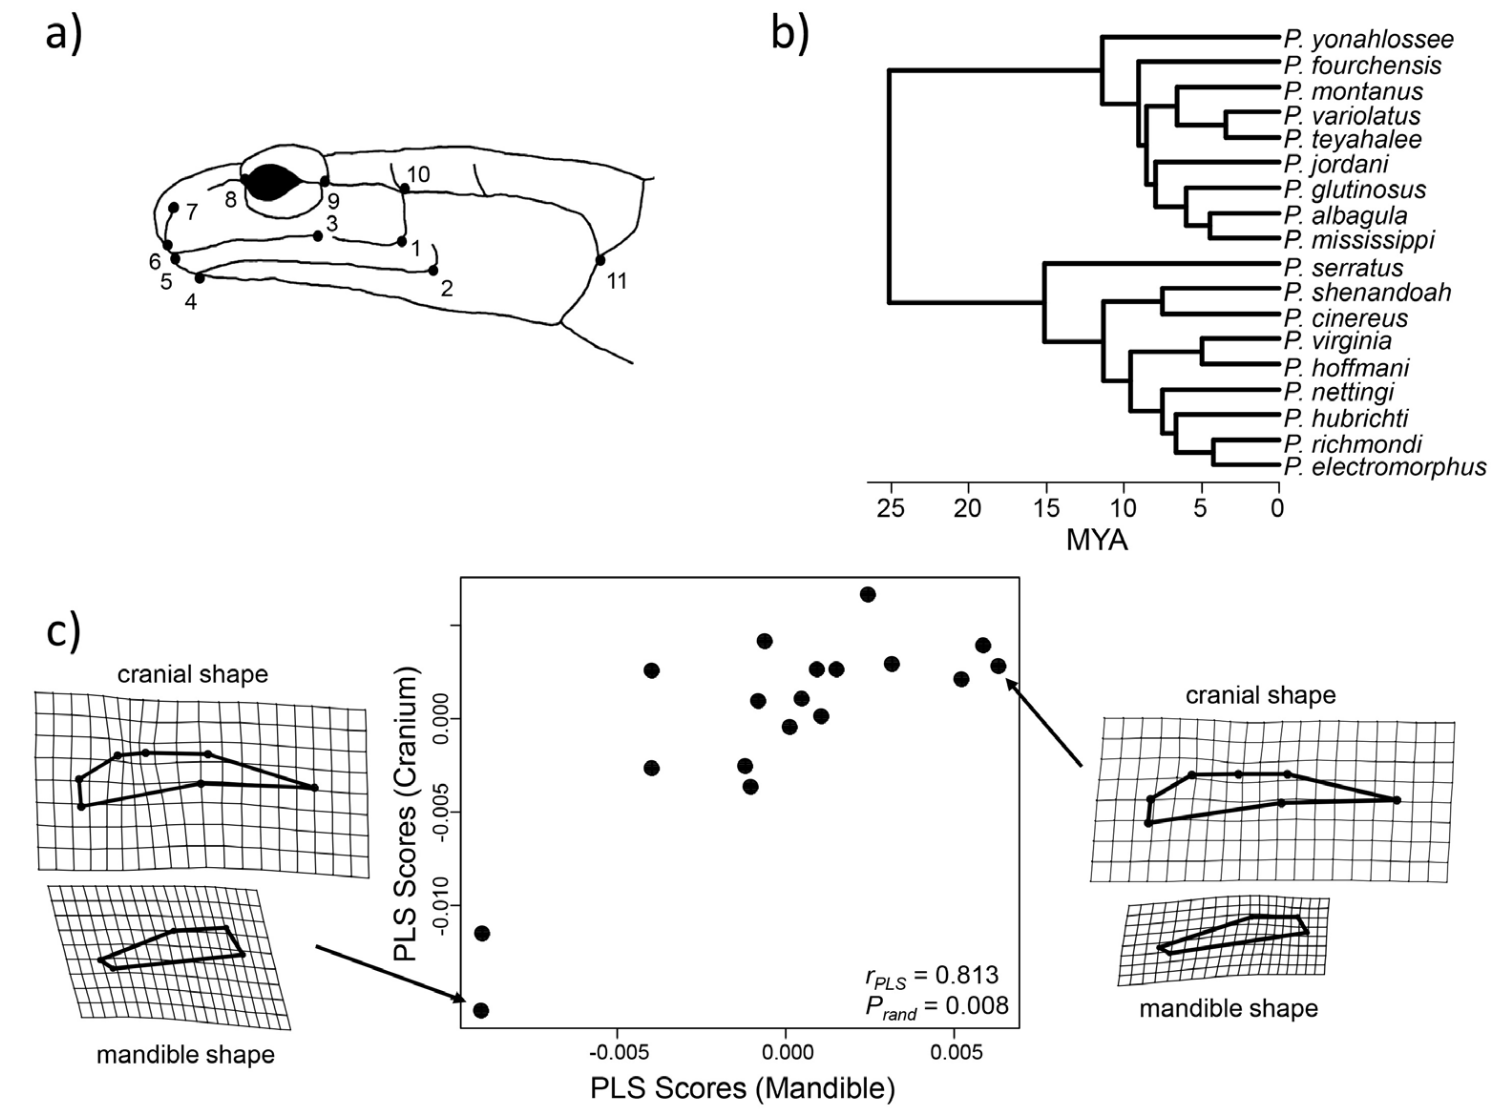 a)
8
9
10
7
3
1
6
5
4
2
11
b)
P. yonahlossee
P. fourchensis
P. montanus
P. variolatus
P. teyahalee
P. jordani
P. glutinosus
P. albagula
P. mississippi
P. serratus
P. shenandoah
P. cinereus
P. virginia
P. hoffmani
P. nettingi
P. hubrichti
P. richmondi
P. electromorphus
25 20 15 10 5 0
MYA
c)
cranial shape
mandible shape
PLS Scores (Cranium)
0.000
-0.005
-0.010
rPLS = 0.813
Prand = 0.008
-0.005 0.000 0.005
PLS Scores (Mandible)
cranial shape
mandible shape